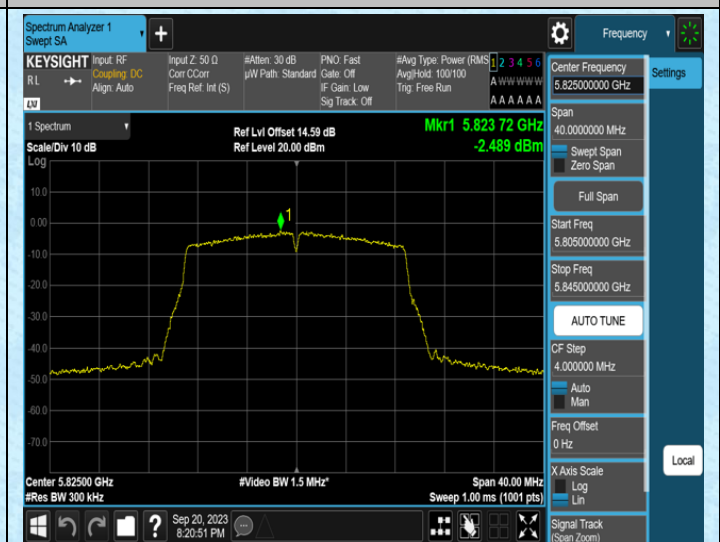 Spectrum Analyzer 1
Swept SA
+
Frequency
KEYSIGHT
RL
LXI
Input: RF
Coupling: DC
Align: Auto
Input Z: 50 Ω
Corr CCorr
Freq Ref: Int (S)
#Atten: 30 dB
µW Path: Standard
PNO: Fast
Gate: Off
IF Gain: Low
Sig Track: Off
#Avg Type: Power (RMS
Avg|Hold: 100/100
Trig: Free Run
1 2 3 4 5 6
A W W W W W
A A A A A A
1 Spectrum
Scale/Div 10 dB
Log
Ref Lvl Offset 14.59 dB
Ref Level 20.00 dBm
Mkr1 5.823 72 GHz
-2.489 dBm
10.0
0.00
-10.0
-20.0
-30.0
-40.0
-50.0
-60.0
-70.0
1
Center 5.82500 GHz
#Res BW 300 kHz
#Video BW 1.5 MHz*
Span 40.00 MHz
Sweep 1.00 ms (1001 pts)
Center Frequency
5.825000000 GHz
Settings
Span
40.0000000 MHz
Swept Span
Zero Span
Full Span
Start Freq
5.805000000 GHz
Stop Freq
5.845000000 GHz
AUTO TUNE
CF Step
4.000000 MHz
Auto
Man
Freq Offset
0 Hz
X Axis Scale
Log
Lin
Local
Signal Track
(Span Zoom)
?
Sep 20, 2023
8:20:51 PM